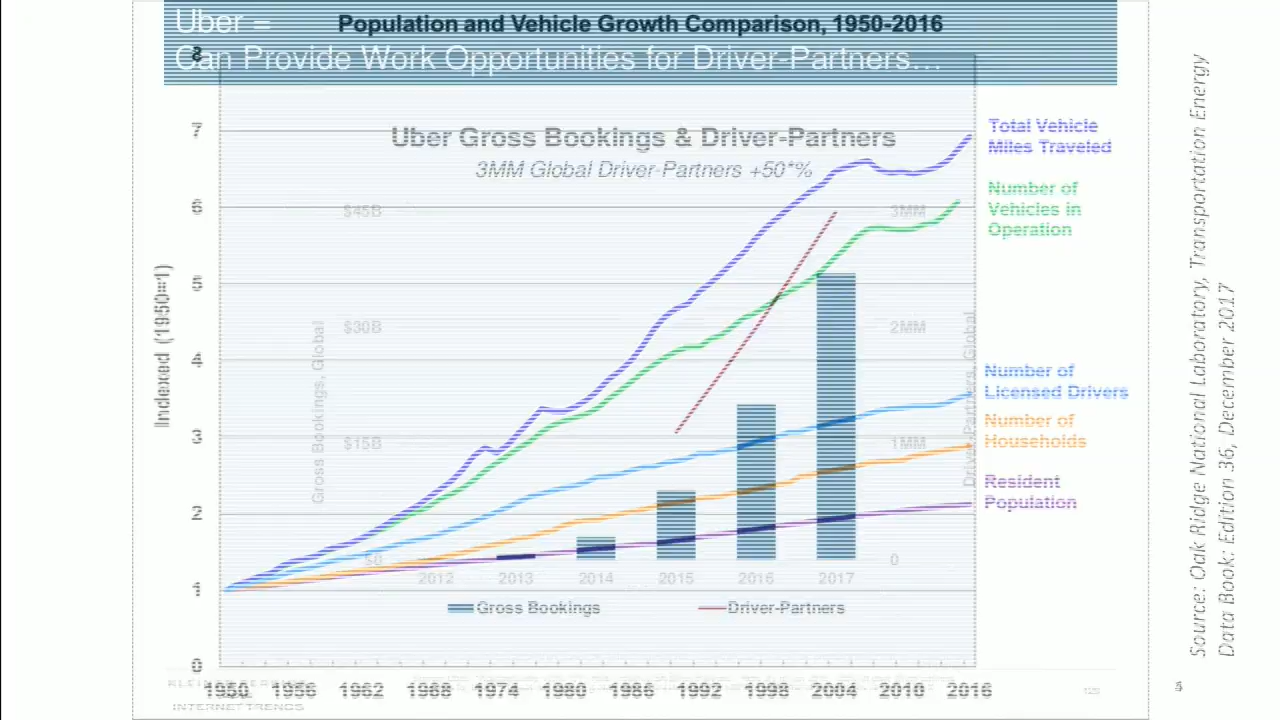 Uber =
Population and Vehicle Growth Comparison, 1950-2016
Can Provide Work Opportunities for Driver-Partners...
Uber Gross Bookings & Driver-Partners
3MM Global Driver-Partners +50*%
8
7
6
5
4
3
2
1
0
Indexed (1950=1)
$45B
$30B
$15B
$0
Gross Bookings, Global
3MM
2MM
1MM
0
Driver-Partners, Global
Total Vehicle
Miles Traveled
Number of
Vehicles in
Operation
Number of
Licensed Drivers
Number of
Households
Resident
Population
2012 2013 2014 2015 2016 2017
Gross Bookings Driver-Partners
1950 1956 1962 1968 1974 1980 1986 1992 1998 2004 2010 2016
INTERNET TRENDS
Source: Oak Ridge National Laboratory, Transportation Energy
Data Book: Edition 36, December 2017